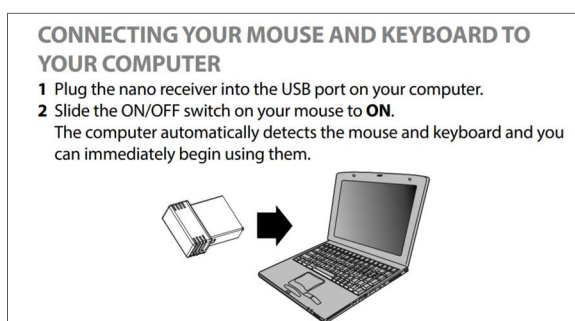 CONNECTING YOUR MOUSE AND KEYBOARD TO
YOUR COMPUTER
1 Plug the nano receiver into the USB port on your computer.
2 Slide the ON/OFF switch on your mouse to ON.
The computer automatically detects the mouse and keyboard and you
can immediately begin using them.